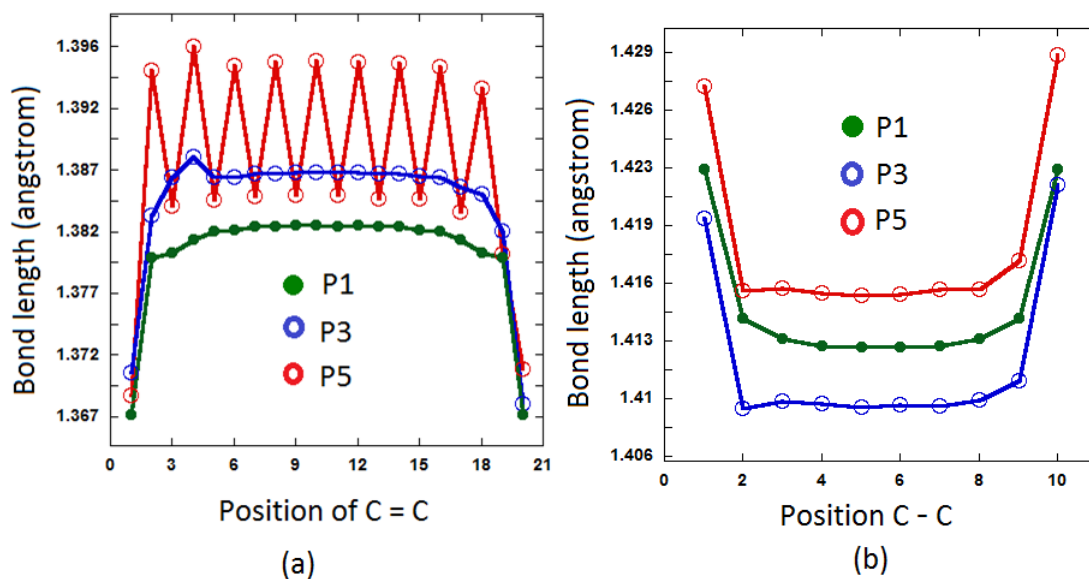 Bond length (angstrom)
1.396
1.392
1.387
1.382
1.377
1.372
1.367
P1
P3
P5
0 3 6 9 12 15 18 21
Position of C = C
(a)
Bond length (angstrom)
1.429
1.426
1.423
1.419
1.416
1.413
1.41
1.406
P1
P3
P5
0 2 4 6 8 10
Position C - C
(b)